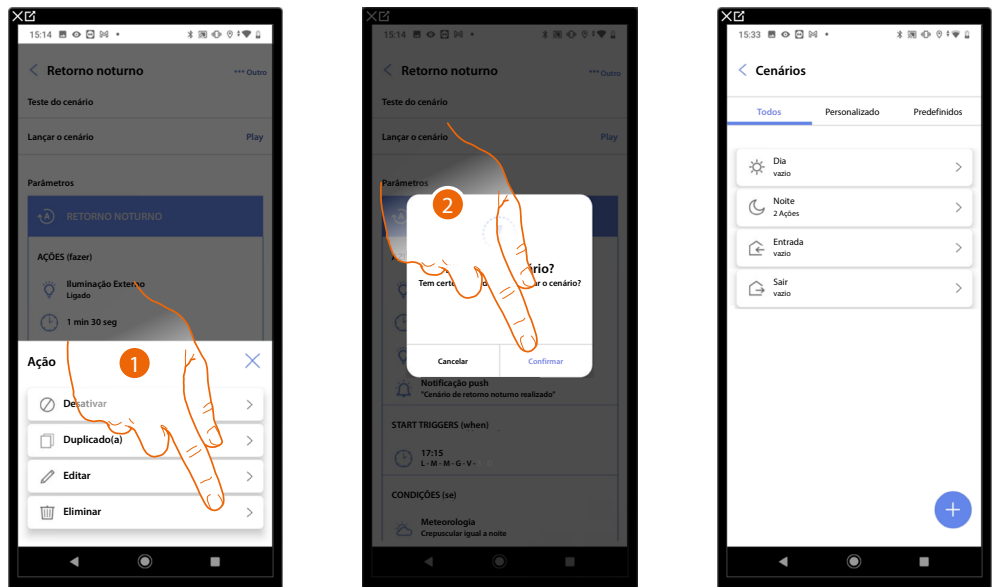 15:14
Retorno noturno
*** Outro
Teste do cenário
Lançar o cenário
Play
Parâmetros
RETORNO NOTURNO
AÇÕES (fazer)
Iluminação Externo
Ligado
1 min 30 seg
Ação
1
Desativar
Duplicado(a)
Editar
Eliminar
15:14
Retorno noturno
*** Outro
Teste do cenário
Lançar o cenário
Play
Parâmetros
2
rio?
Tem certe ar o cenário?
Cancelar
Confirmar
Notificação push
"Cenário de retorno noturno realizado"
START TRIGGERS (when)
17:15
L - M - M - G - V -
CONDIÇÕES (se)
Meteorologia
Crepuscular igual a noite
15:33
Cenários
Todos
Personalizado
Predefinidos
Dia
vazio
Noite
2 Ações
Entrada
vazio
Sair
vazio